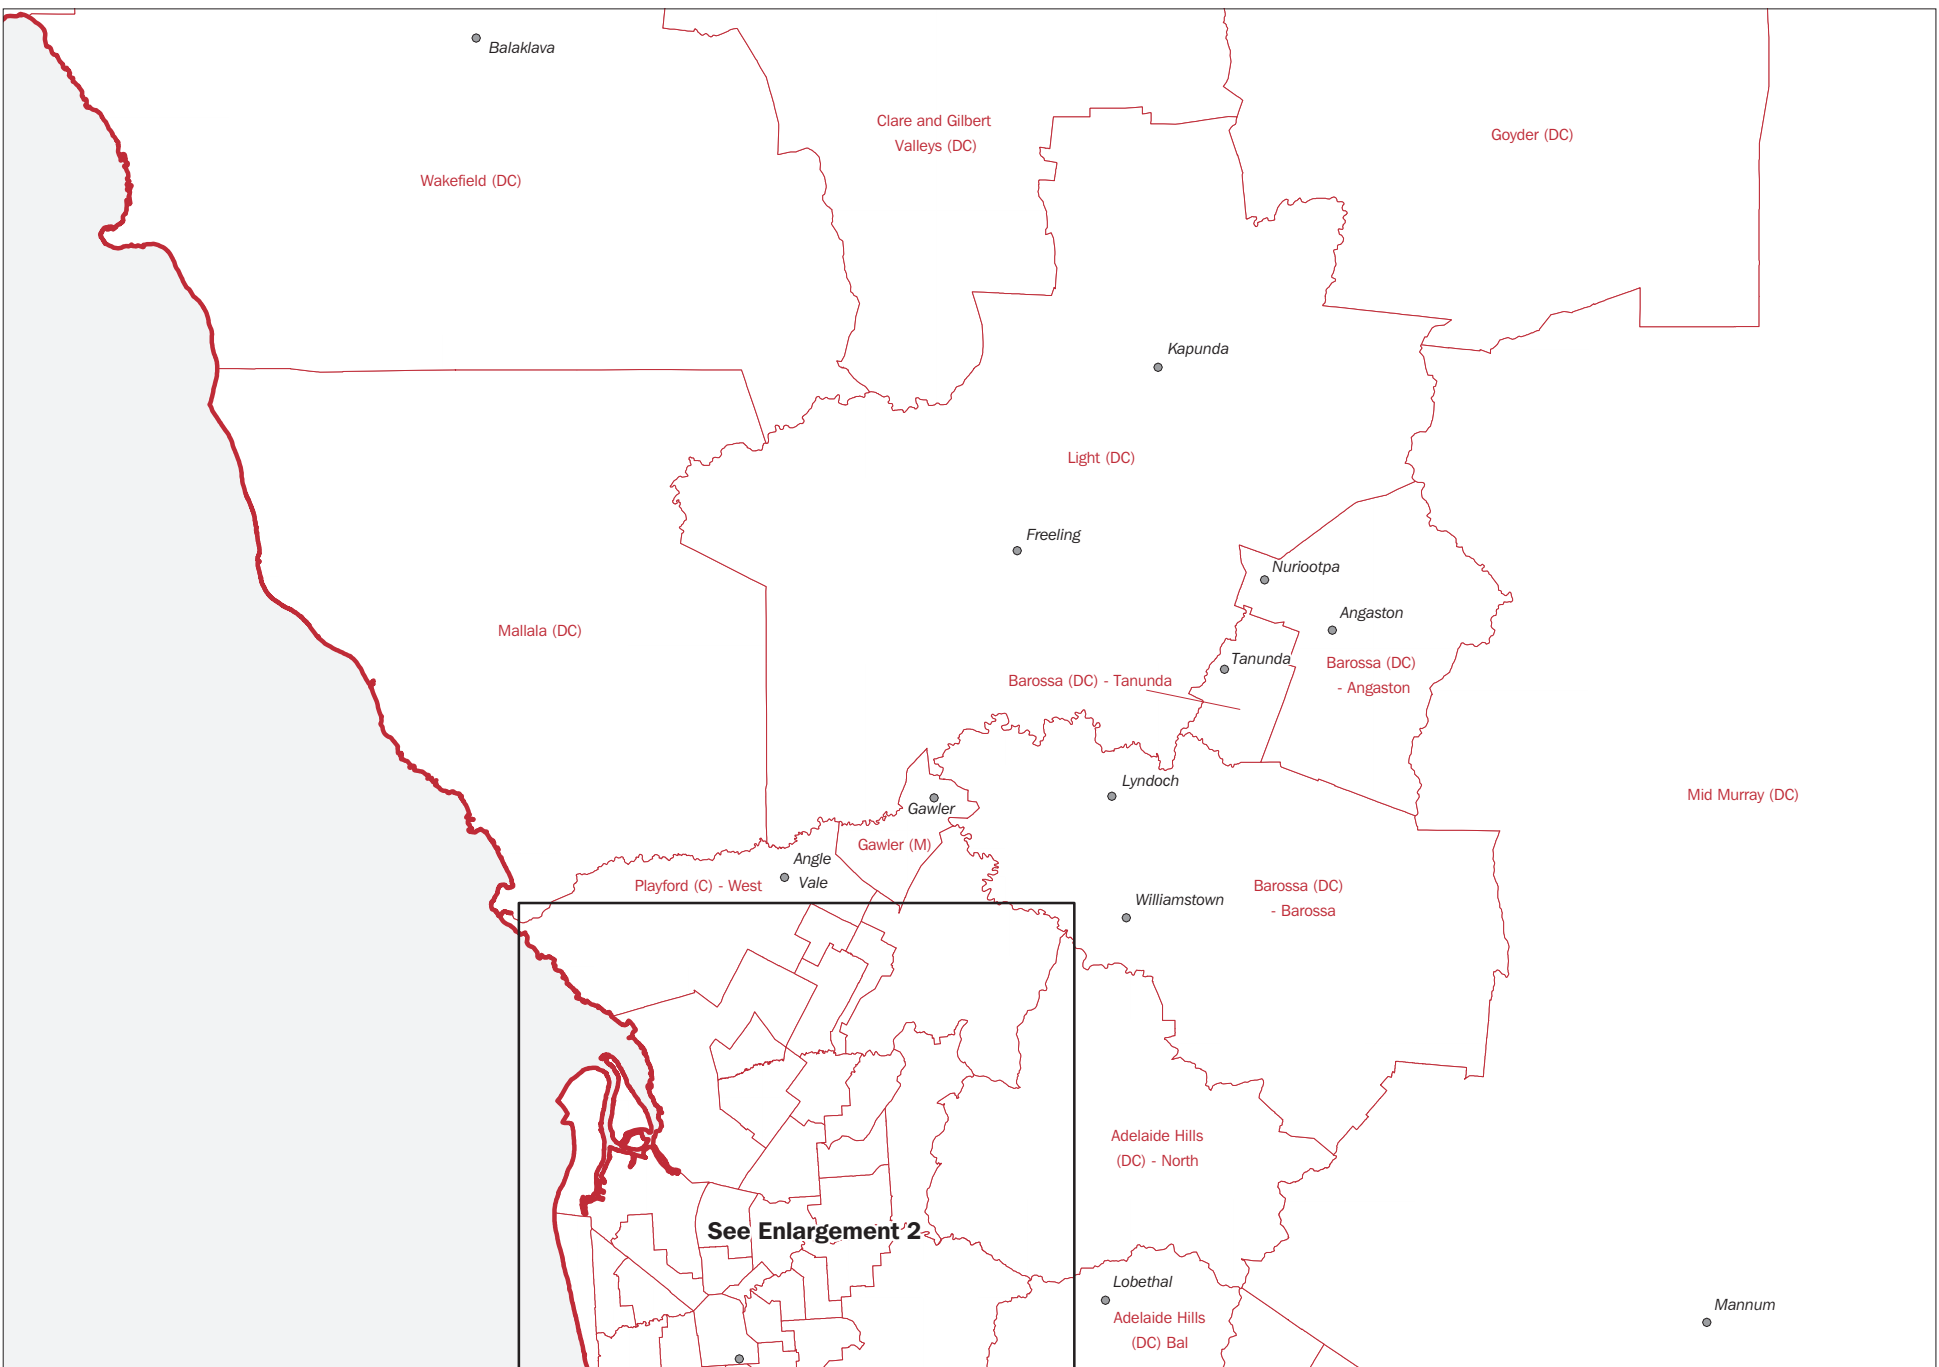 Balaklava
Clare and Gilbert
Valleys (DC)
Goyder (DC)
Wakefield (DC)
Kapunda
Light (DC)
Freeling
Nuriootpa
Angaston
Mallala (DC)
Tanunda
Barossa (DC)
- Angaston
Barossa (DC) - Tanunda
Lyndoch
Mid Murray (DC)
Gawler
Gawler (M)
Angle
Vale
Playford (C) - West
Williamstown
Barossa (DC)
- Barossa
Adelaide Hills
(DC) - North
See Enlargement 2
Lobethal
Adelaide Hills
(DC) Bal
Mannum